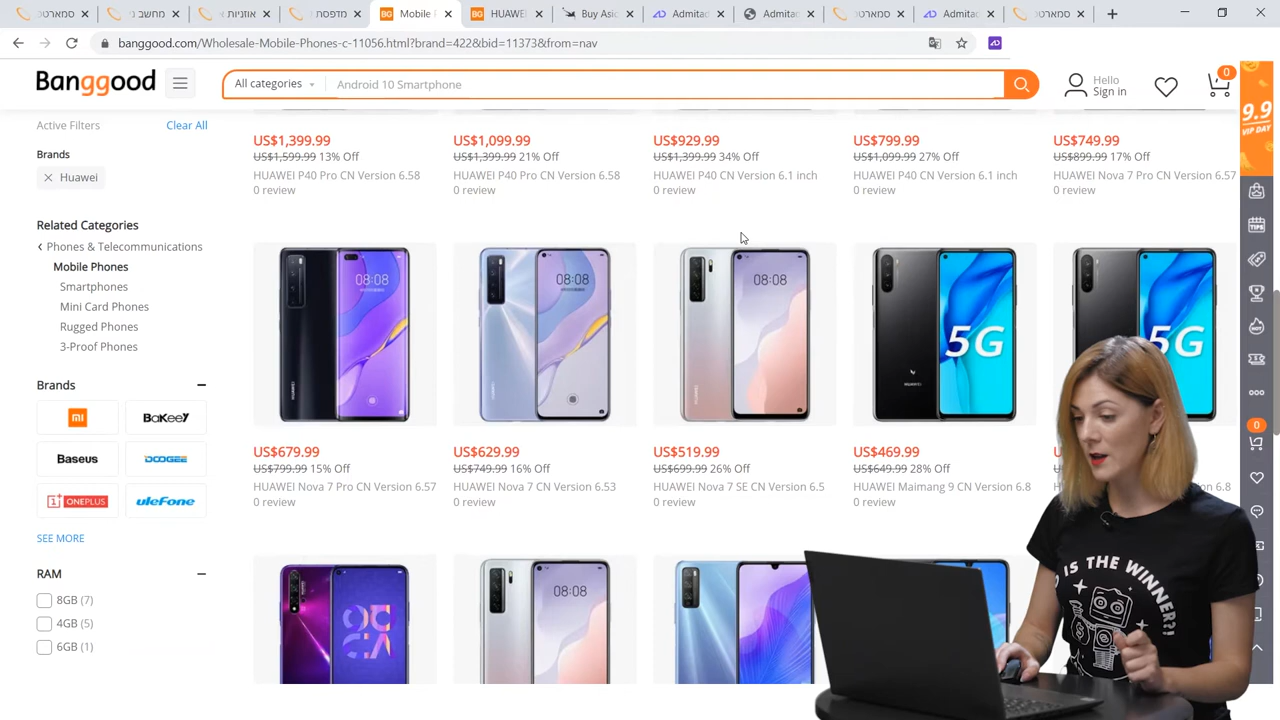 סמארטפ
מחשב ני
אוזניות א
מדפסת
Mobile P
HUAWEI
Buy Asic
Admitad
Admitad
סמארטפ
Admitad
סמארטפ
banggood.com/Wholesale-Mobile-Phones-c-11056.html?brand=422&bid=11373&from=nav
Banggood
All categories
Android 10 Smartphone
Hello
Sign in
0
9.9
VIP DAY
Active Filters
Clear All
Brands
Huawei
Related Categories
Phones & Telecommunications
Mobile Phones
Smartphones
Mini Card Phones
Rugged Phones
3-Proof Phones
Brands
BaKeeY
Baseus
DOOGEE
ONEPLUS
uleFone
SEE MORE
RAM
8GB (7)
4GB (5)
6GB (1)
US$1,399.99 US$1,099.99 US$929.99 US$799.99 US$749.99
US$1,599.99 13% Off US$1,399.99 21% Off US$1,399.99 34% Off US$1,099.99 27% Off US$899.99 17% Off
HUAWEI P40 Pro CN Version 6.58 HUAWEI P40 Pro CN Version 6.58 HUAWEI P40 CN Version 6.1 inch HUAWEI P40 CN Version 6.1 inch HUAWEI Nova 7 Pro CN Version 6.57
0 review 0 review 0 review 0 review 0 review
08:08 08:08 08:08 5G 5G
US$679.99 US$629.99 US$519.99 US$469.99
US$799.99 15% Off US$749.99 16% Off US$699.99 26% Off US$649.99 28% Off
HUAWEI Nova 7 Pro CN Version 6.57 HUAWEI Nova 7 CN Version 6.53 HUAWEI Nova 7 SE CN Version 6.5 HUAWEI Maimang 9 CN Version 6.8 6.8
0 review 0 review 0 review 0 review
08:08
TIPS
HOT
0
IS THE WINNER?!